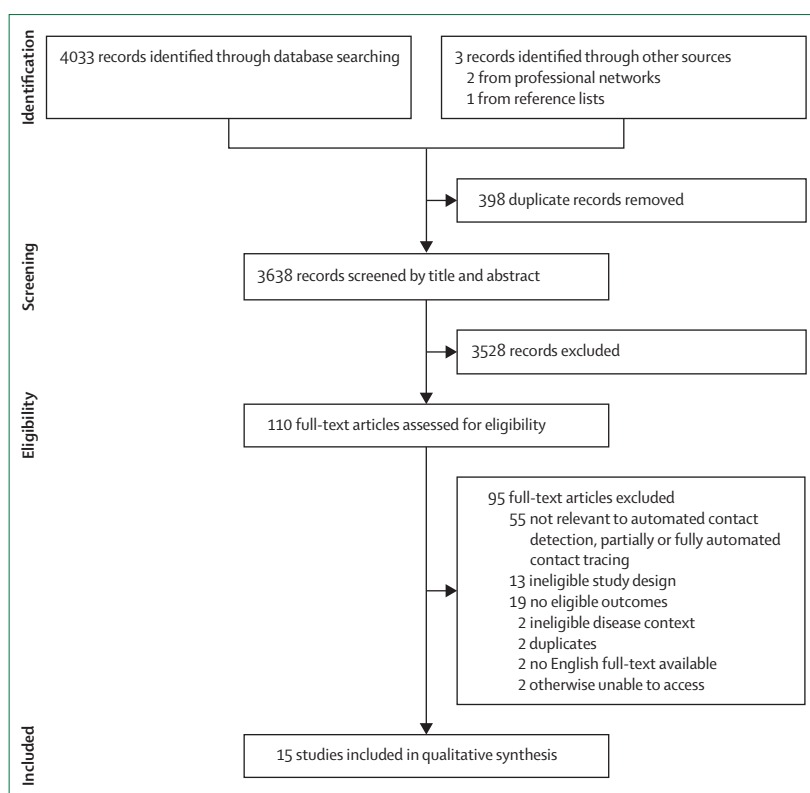 Identification
4033 records identified through database searching
3 records identified through other sources
2 from professional networks
1 from reference lists
398 duplicate records removed
Screening
3638 records screened by title and abstract
3528 records excluded
Eligibility
110 full-text articles assessed for eligibility
95 full-text articles excluded
55 not relevant to automated contact
detection, partially or fully automated
contact tracing
13 ineligible study design
19 no eligible outcomes
2 ineligible disease context
2 duplicates
2 no English full-text available
2 otherwise unable to access
Included
15 studies included in qualitative synthesis